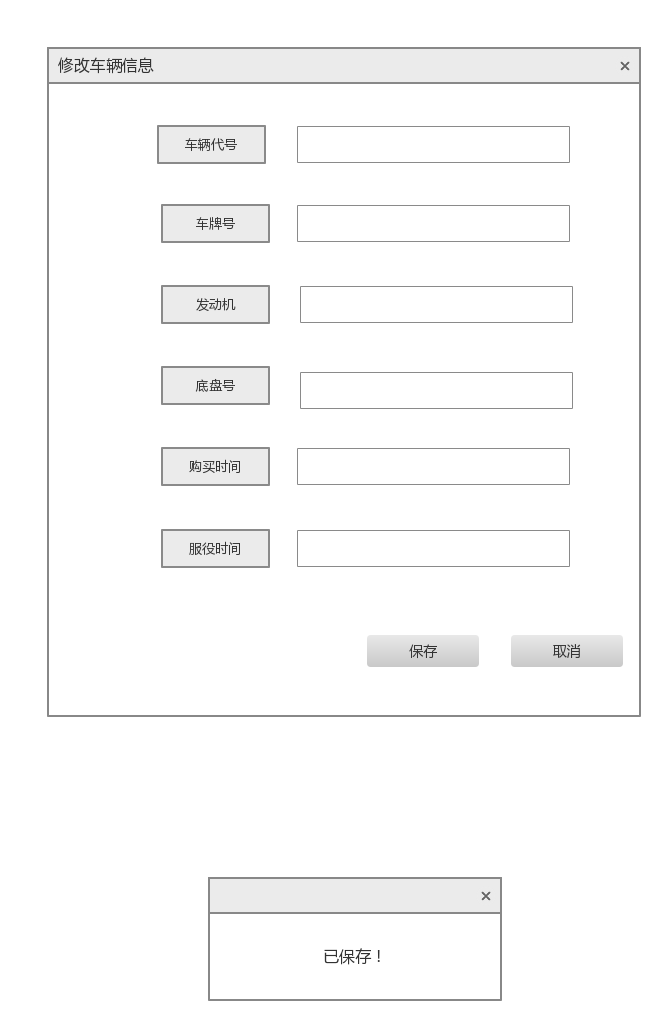 修改车辆信息
车辆代号
车牌号
发动机
底盘号
购买时间
服役时间
保存
取消
已保存！